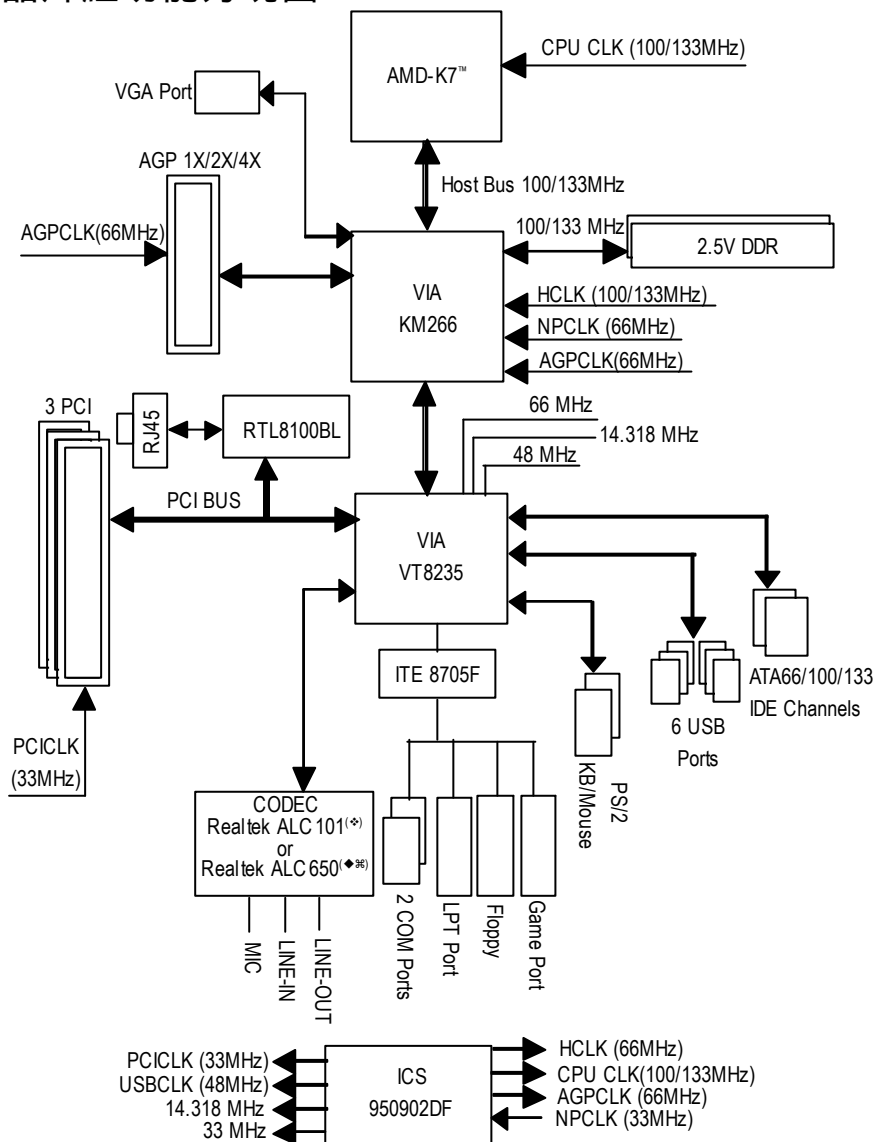 AMD-K7™
CPU CLK (100/133MHz)
VGA Port
AGP 1X/2X/4X
Host Bus 100/133MHz
AGPCLK(66MHz)
100/133 MHz
2.5V DDR
VIA
KM266
HCLK (100/133MHz)
NPCLK (66MHz)
AGPCLK(66MHz)
66 MHz
14.318 MHz
48 MHz
3 PCI
RJ45
RTL8100BL
PCI BUS
VIA
VT8235
ITE 8705F
ATA66/100/133
IDE Channels
6 USB
Ports
PS/2
KB/Mouse
PCICLK
(33MHz)
CODEC
Realtek ALC101(❖)
or
Realtek ALC650(◆⌘)
MIC
LINE-IN
LINE-OUT
2 COM Ports
LPT Port
Floppy
Game Port
PCICLK (33MHz)
USBCLK (48MHz)
14.318 MHz
33 MHz
ICS
950902DF
HCLK (66MHz)
CPU CLK(100/133MHz)
AGPCLK (66MHz)
NPCLK (33MHz)